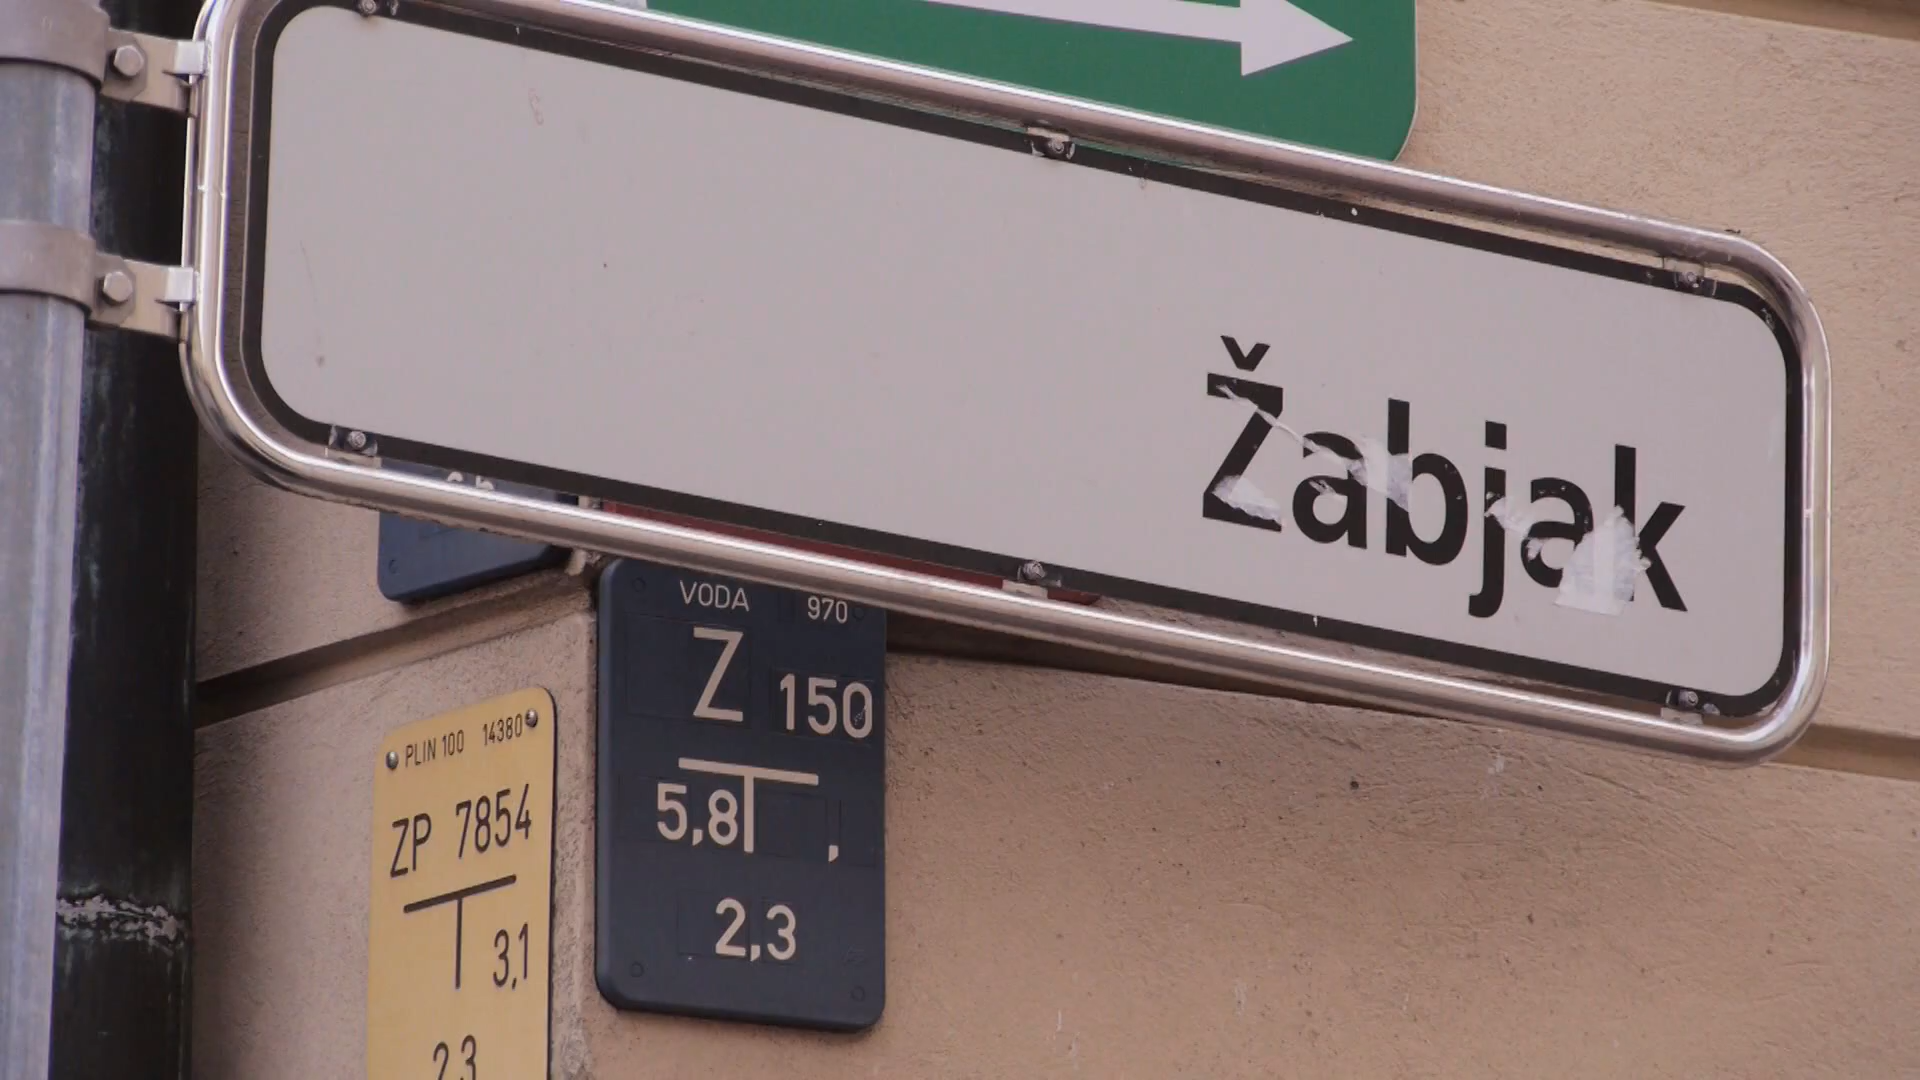 Žabjak
VODA 970
Z 150
5,8 ,
2,3
PLIN 100 14380
ZP 7854
3,1
2,3